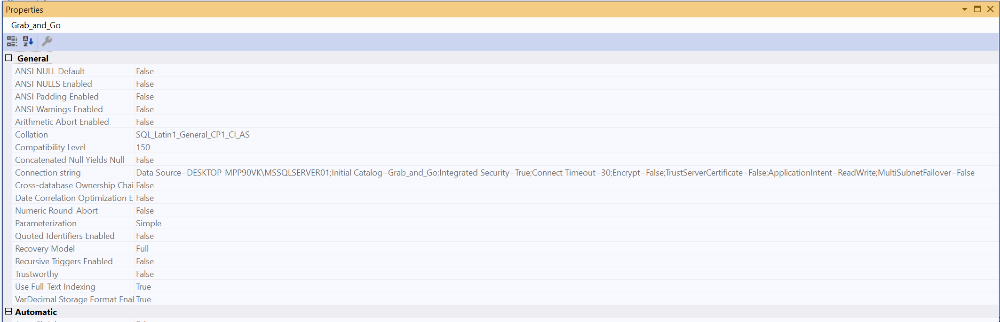 Properties
Grab_and_Go
General
ANSI NULL Default False
ANSI NULLS Enabled False
ANSI Padding Enabled False
ANSI Warnings Enabled False
Arithmetic Abort Enabled False
Collation SQL_Latin1_General_CP1_CI_AS
Compatibility Level 150
Concatenated Null Yields Null False
Connection string Data Source=DESKTOP-MPP90VK\MSSQLSERVER01;Initial Catalog=Grab_and_Go;Integrated Security=True;Connect Timeout=30;Encrypt=False;TrustServerCertificate=False;ApplicationIntent=ReadWrite;MultiSubnetFailover=False
Cross-database Ownership Chai False
Date Correlation Optimization E False
Numeric Round-Abort False
Parameterization Simple
Quoted Identifiers Enabled False
Recovery Model Full
Recursive Triggers Enabled False
Trustworthy False
Use Full-Text Indexing True
VarDecimal Storage Format Enal True
Automatic